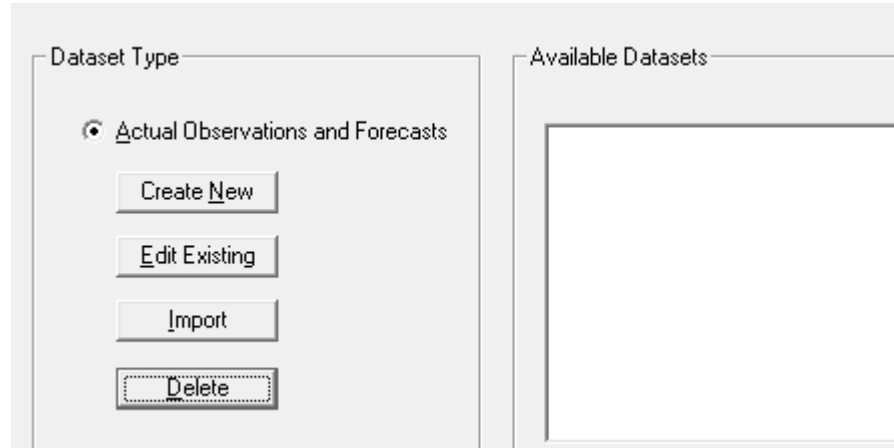 Dataset Type
Available Datasets
Actual Observations and Forecasts
Create New
Edit Existing
Import
Delete